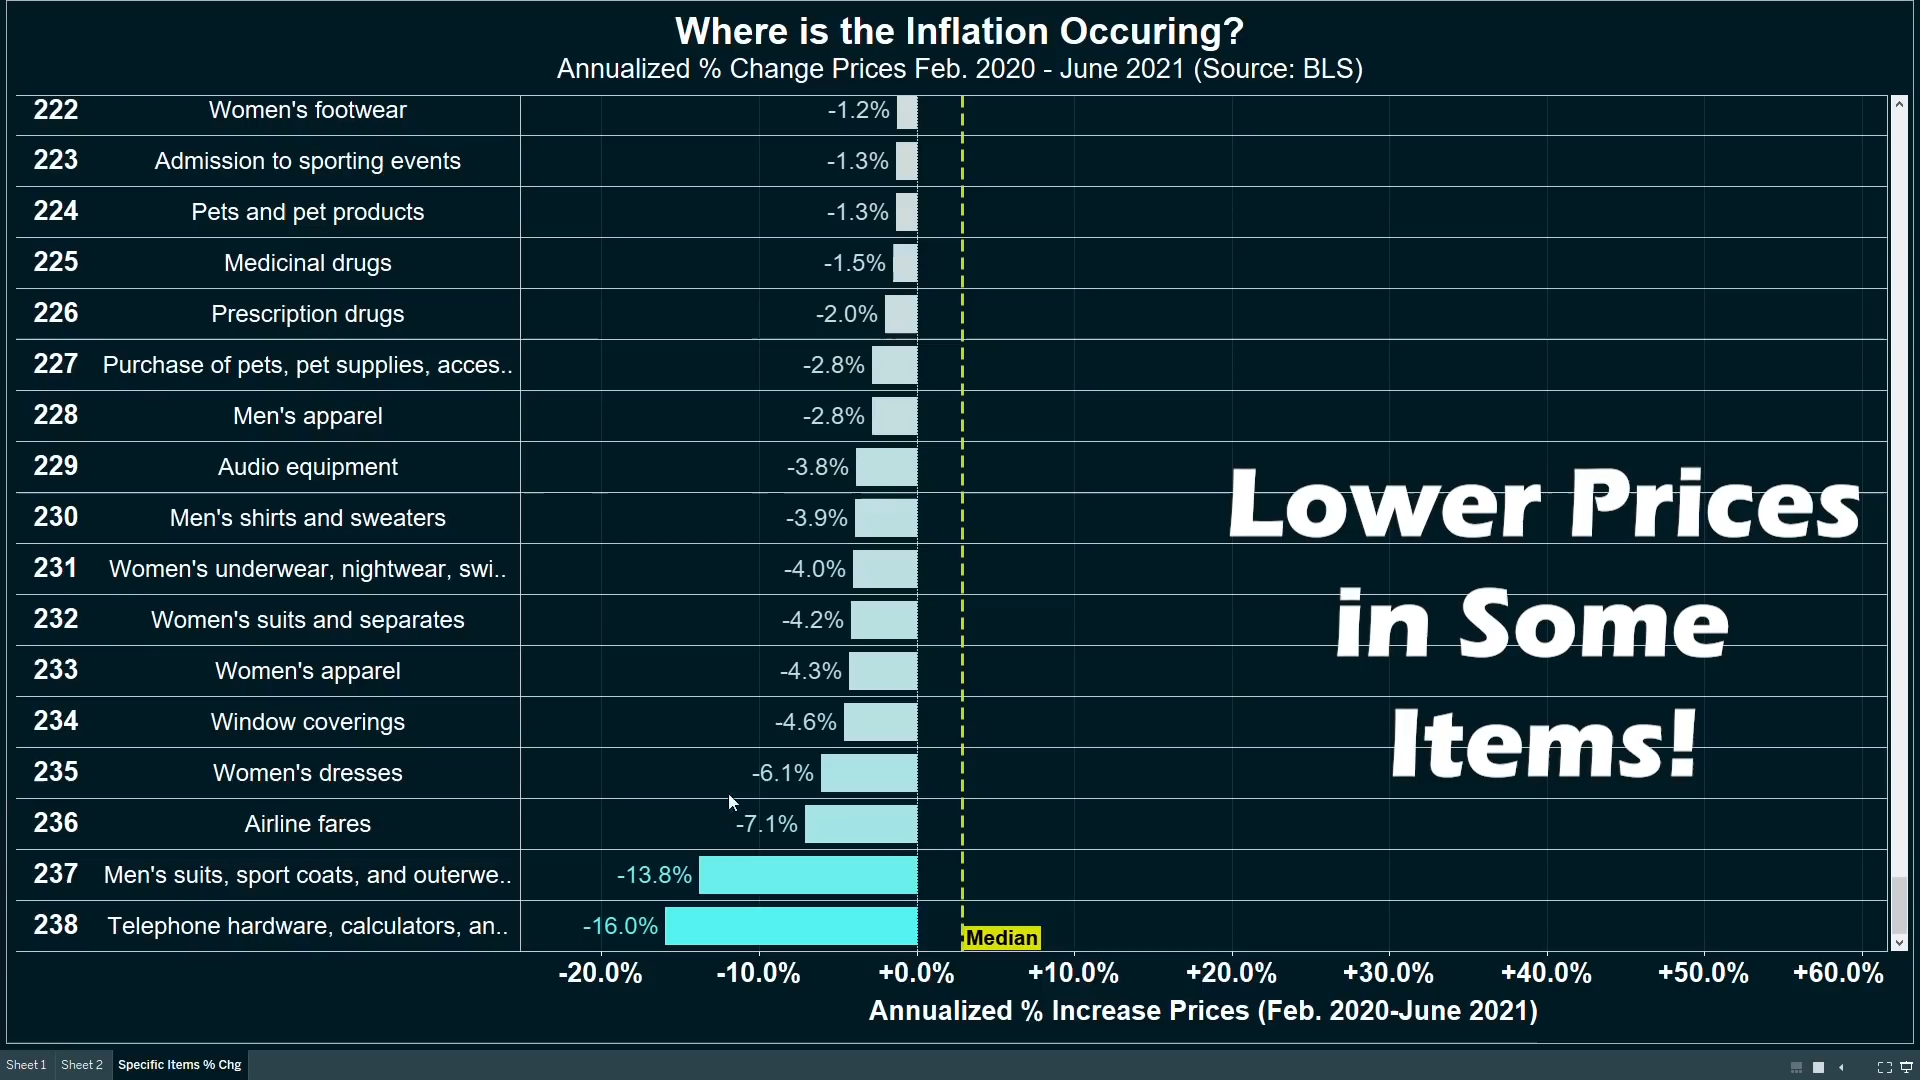 Where is the Inflation Occuring?
Annualized % Change Prices Feb. 2020 - June 2021 (Source: BLS)
222 Women's footwear -1.2%
223 Admission to sporting events -1.3%
224 Pets and pet products -1.3%
225 Medicinal drugs -1.5%
226 Prescription drugs -2.0%
227 Purchase of pets, pet supplies, acces.. -2.8%
228 Men's apparel -2.8%
229 Audio equipment -3.8%
230 Men's shirts and sweaters -3.9%
231 Women's underwear, nightwear, swi.. -4.0%
232 Women's suits and separates -4.2%
233 Women's apparel -4.3%
234 Window coverings -4.6%
235 Women's dresses -6.1%
236 Airline fares -7.1%
237 Men's suits, sport coats, and outerwe.. -13.8%
238 Telephone hardware, calculators, an.. -16.0%
Lower Prices
in Some
Items!
Median
-20.0% -10.0% +0.0% +10.0% +20.0% +30.0% +40.0% +50.0% +60.0%
Annualized % Increase Prices (Feb. 2020-June 2021)
Sheet 1 Sheet 2 Specific Items % Chg